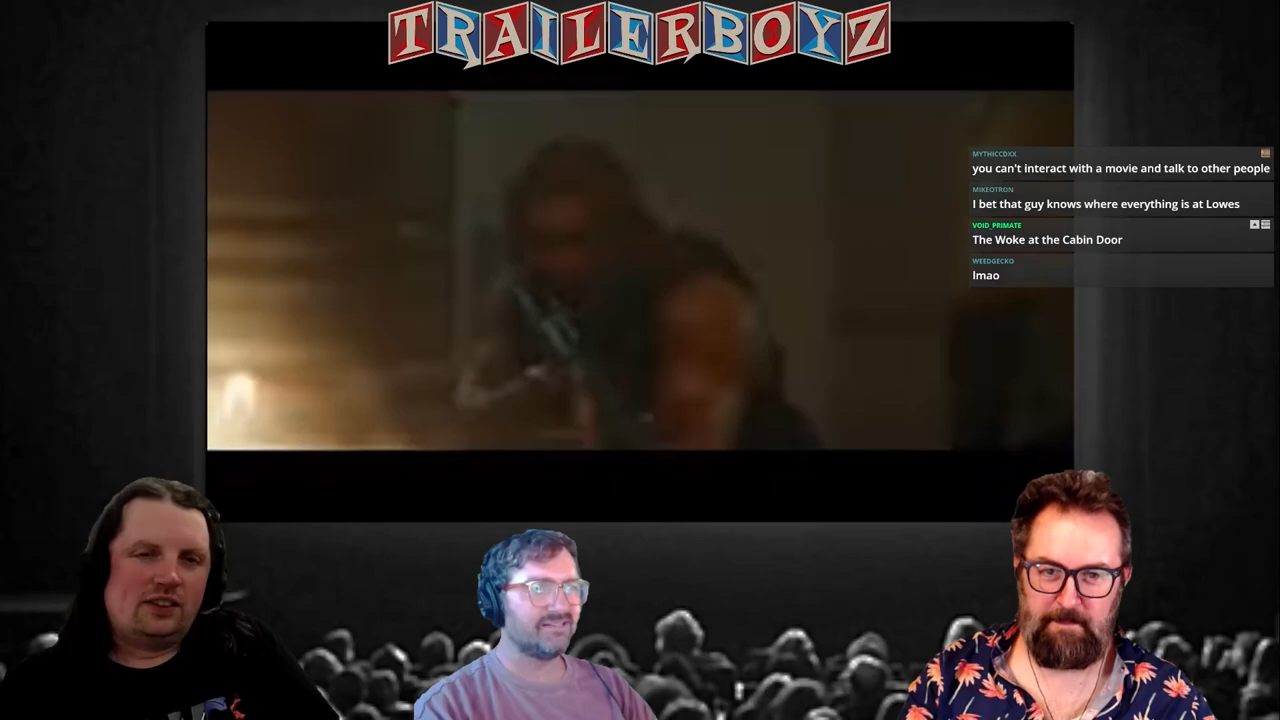 TRAILERBOYZ
MYTHICCDXX
you can't interact with a movie and talk to other people
MIKEOTRON
I bet that guy knows where everything is at Lowes
VOID_PRIMATE
The Woke at the Cabin Door
WEEDGECKO
lmao